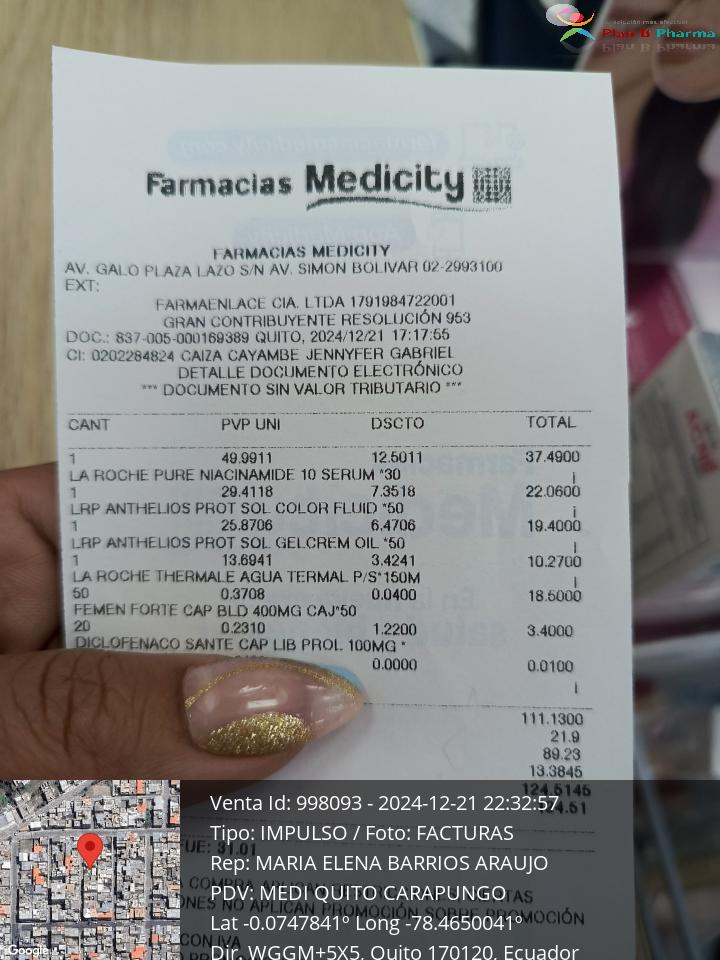 la solución más efectiva
Plan B Pharma
Farmacias Medicity
FARMACIAS MEDICITY
AV. GALO PLAZA LAZO S/N AV. SIMON BOLIVAR 02-2993100
EXT:
FARMAENLACE CIA. LTDA 1791984722001
GRAN CONTRIBUYENTE RESOLUCIÓN 953
DOC.: 837-005-000169389 QUITO, 2024/12/21 17:17:55
CI: 0202284824 CAIZA CAYAMBE JENNYFER GABRIEL
DETALLE DOCUMENTO ELECTRÓNICO
*** DOCUMENTO SIN VALOR TRIBUTARIO ***
CANT PVP UNI DSCTO TOTAL
1 49.9911 12.5011 37.4900
LA ROCHE PURE NIACINAMIDE 10 SERUM *30 I
1 29.4118 7.3518 22.0600
LRP ANTHELIOS PROT SOL COLOR FLUID *50 I
1 25.8706 6.4706 19.4000
LRP ANTHELIOS PROT SOL GELCREM OIL *50 I
1 13.6941 3.4241 10.2700
LA ROCHE THERMALE AGUA TERMAL P/S*150M I
50 0.3708 0.0400 18.5000
FEMEN FORTE CAP BLD 400MG CAJ*50
20 0.2310 1.2200 3.4000
DICLOFENACO SANTE CAP LIB PROL 100MG *
0.0000 0.0100
I
111.1300
21.9
89.23
13.3845
124.5145
124.51
FUE: 31.01
Venta Id: 998093 - 2024-12-21 22:32:57
Tipo: IMPULSO / Foto: FACTURAS
Rep: MARIA ELENA BARRIOS ARAUJO
PDV: MEDI QUITO CARAPUNGO
Lat -0.0747841° Long -78.4650041°
Dir. WGGM+5X5, Quito 170120, Ecuador
Google